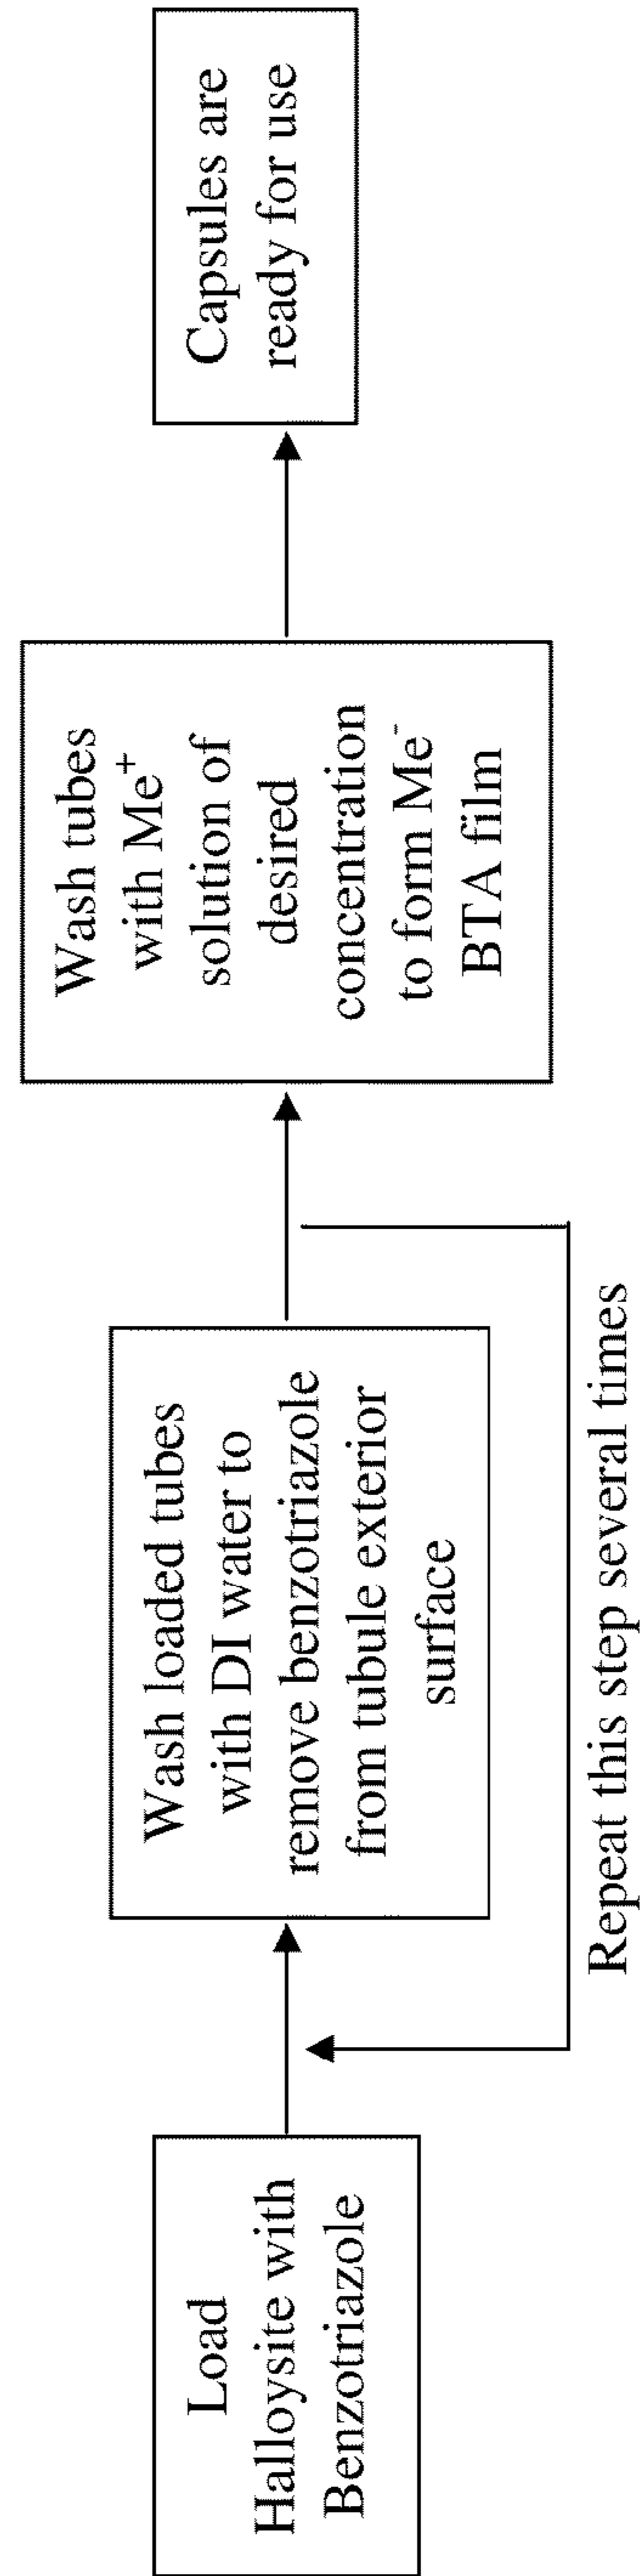 Load
Halloysite with
Benzotriazole
Wash loaded tubes
with DI water to
remove benzotriazole
from tubule exterior
surface
Repeat this step several times
Wash tubes
with Me⁺
solution of
desired
concentration
to form Me⁻
BTA film
Capsules are
ready for use